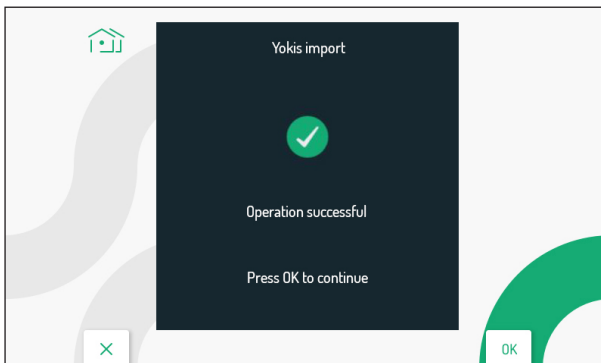 Yokis import
Operation successful
Press OK to continue
OK